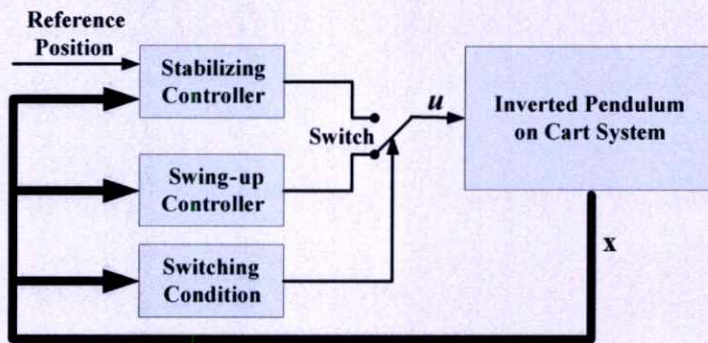 Reference
Position
Stabilizing
Controller
Switch
u
Inverted Pendulum
on Cart System
Swing-up
Controller
Switching
Condition
x